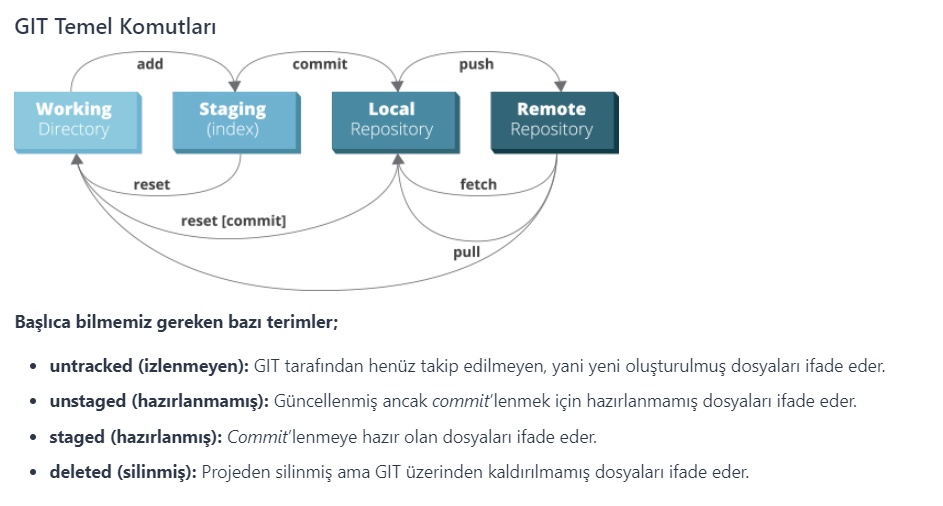 GIT Temel Komutları
add
commit
push
Working
Directory
Staging
(index)
Local
Repository
Remote
Repository
reset
fetch
reset [commit]
pull
Başlıca bilmemiz gereken bazı terimler;
• untracked (izlenmeyen): GIT tarafından henüz takip edilmeyen, yani yeni oluşturulmuş dosyaları ifade eder.
• unstaged (hazırlanmamış): Güncellenmiş ancak commit'lenmek için hazırlanmamış dosyaları ifade eder.
• staged (hazırlanmış): Commit'lenmeye hazır olan dosyaları ifade eder.
• deleted (silinmiş): Projeden silinmiş ama GIT üzerinden kaldırılmamış dosyaları ifade eder.